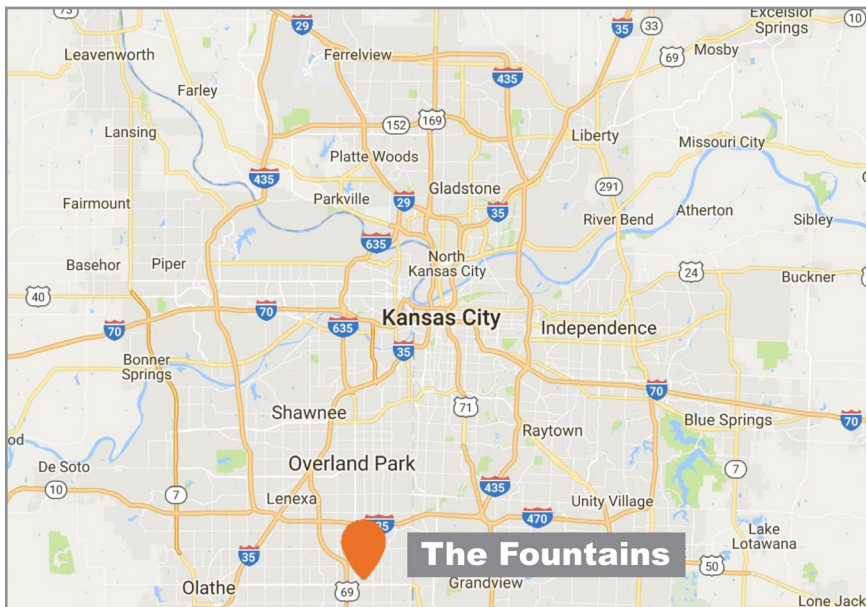 73
29
35
33
Excelsior
Springs
10
Leavenworth
Ferrelview
Mosby
69
435
Farley
169
Lansing
152
Liberty
Missouri City
Platte Woods
435
Gladstone
291
Fairmount
Parkville
29
35
River Bend
Atherton
Sibley
635
North
Kansas City
Basehor
Piper
24
Buckner
40
70
Kansas City
70
635
Independence
35
Bonner
Springs
70
Shawnee
71
Blue Springs
70
Raytown
De Soto
Overland Park
7
10
7
Lenexa
435
Unity Village
470
Lake
Lotawana
35
The Fountains
50
Olathe
69
Grandview
Lone Jack